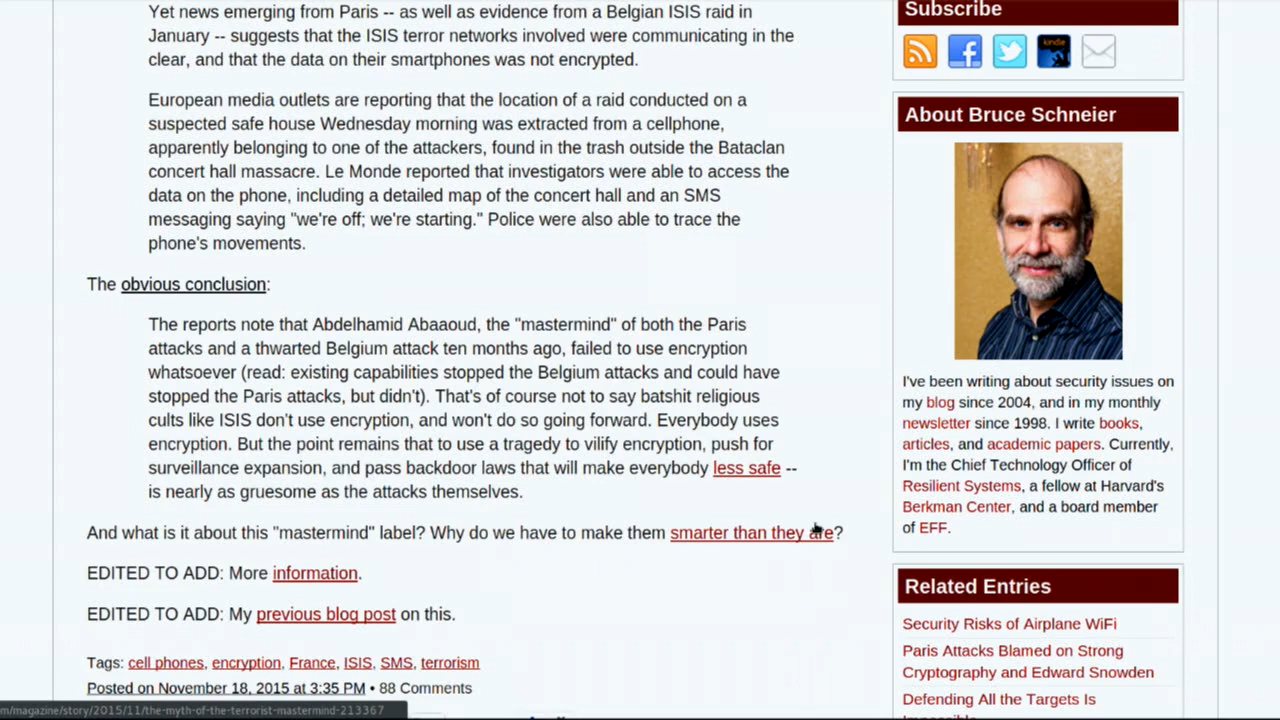 Yet news emerging from Paris -- as well as evidence from a Belgian ISIS raid in
January -- suggests that the ISIS terror networks involved were communicating in the
clear, and that the data on their smartphones was not encrypted.
European media outlets are reporting that the location of a raid conducted on a
suspected safe house Wednesday morning was extracted from a cellphone,
apparently belonging to one of the attackers, found in the trash outside the Bataclan
concert hall massacre. Le Monde reported that investigators were able to access the
data on the phone, including a detailed map of the concert hall and an SMS
messaging saying "we're off; we're starting." Police were also able to trace the
phone's movements.
The obvious conclusion:
The reports note that Abdelhamid Abaaoud, the "mastermind" of both the Paris
attacks and a thwarted Belgium attack ten months ago, failed to use encryption
whatsoever (read: existing capabilities stopped the Belgium attacks and could have
stopped the Paris attacks, but didn't). That's of course not to say batshit religious
cults like ISIS don't use encryption, and won't do so going forward. Everybody uses
encryption. But the point remains that to use a tragedy to vilify encryption, push for
surveillance expansion, and pass backdoor laws that will make everybody less safe --
is nearly as gruesome as the attacks themselves.
And what is it about this "mastermind" label? Why do we have to make them smarter than they are?
EDITED TO ADD: More information.
EDITED TO ADD: My previous blog post on this.
Tags: cell phones, encryption, France, ISIS, SMS, terrorism
Posted on November 18, 2015 at 3:35 PM • 88 Comments
m/magazine/story/2015/11/the-myth-of-the-terrorist-mastermind-213367
Subscribe
kindle
About Bruce Schneier
I've been writing about security issues on
my blog since 2004, and in my monthly
newsletter since 1998. I write books,
articles, and academic papers. Currently,
I'm the Chief Technology Officer of
Resilient Systems, a fellow at Harvard's
Berkman Center, and a board member
of EFF.
Related Entries
Security Risks of Airplane WiFi
Paris Attacks Blamed on Strong
Cryptography and Edward Snowden
Defending All the Targets Is